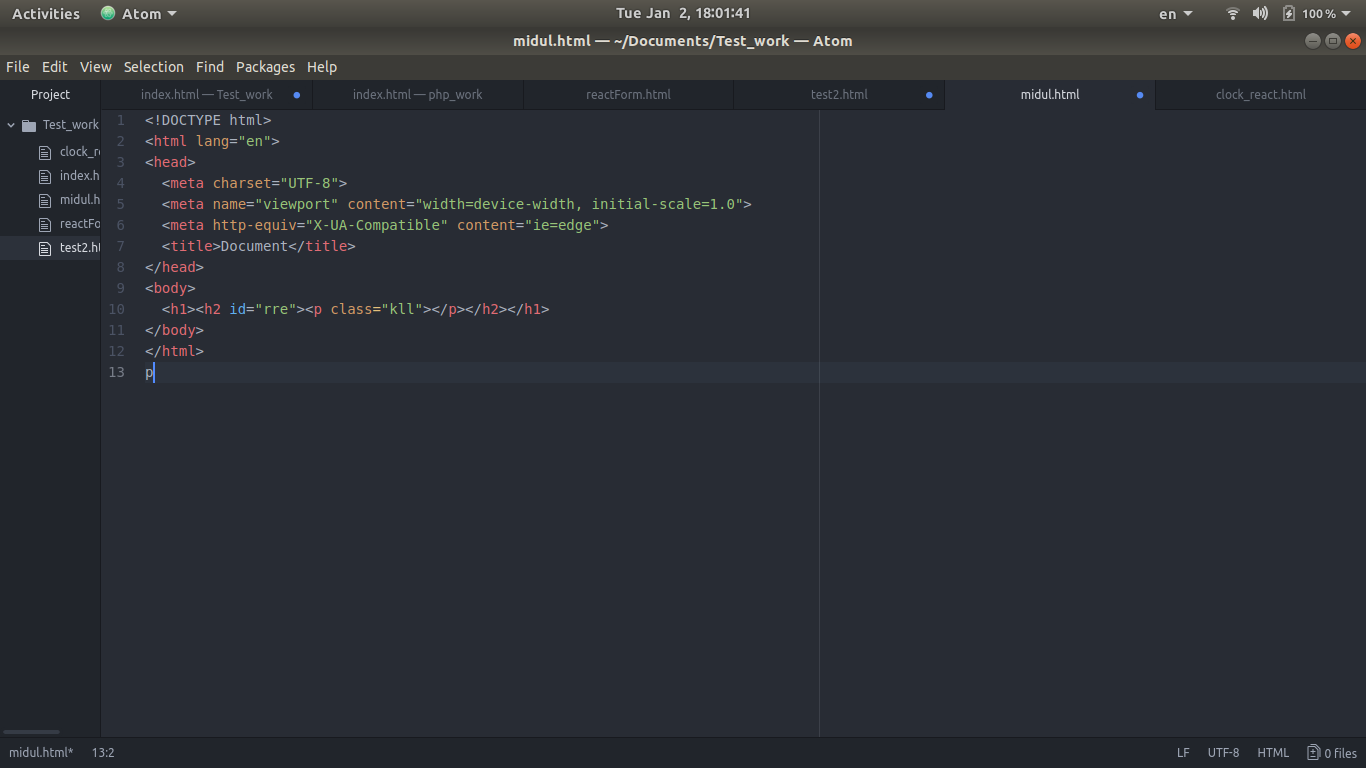 Activities Atom Tue Jan 2, 18:01:41 en 100 %
midul.html — ~/Documents/Test_work — Atom
File Edit View Selection Find Packages Help
Project index.html — Test_work index.html — php_work reactForm.html test2.html midul.html clock_react.html
Test_work
clock_r
index.h
midul.h
reactFo
test2.ht
1 <!DOCTYPE html>
2 <html lang="en">
3 <head>
4 <meta charset="UTF-8">
5 <meta name="viewport" content="width=device-width, initial-scale=1.0">
6 <meta http-equiv="X-UA-Compatible" content="ie=edge">
7 <title>Document</title>
8 </head>
9 <body>
10 <h1><h2 id="rre"><p class="kll"></p></h2></h1>
11 </body>
12 </html>
13 p
midul.html* 13:2 LF UTF-8 HTML 0 files